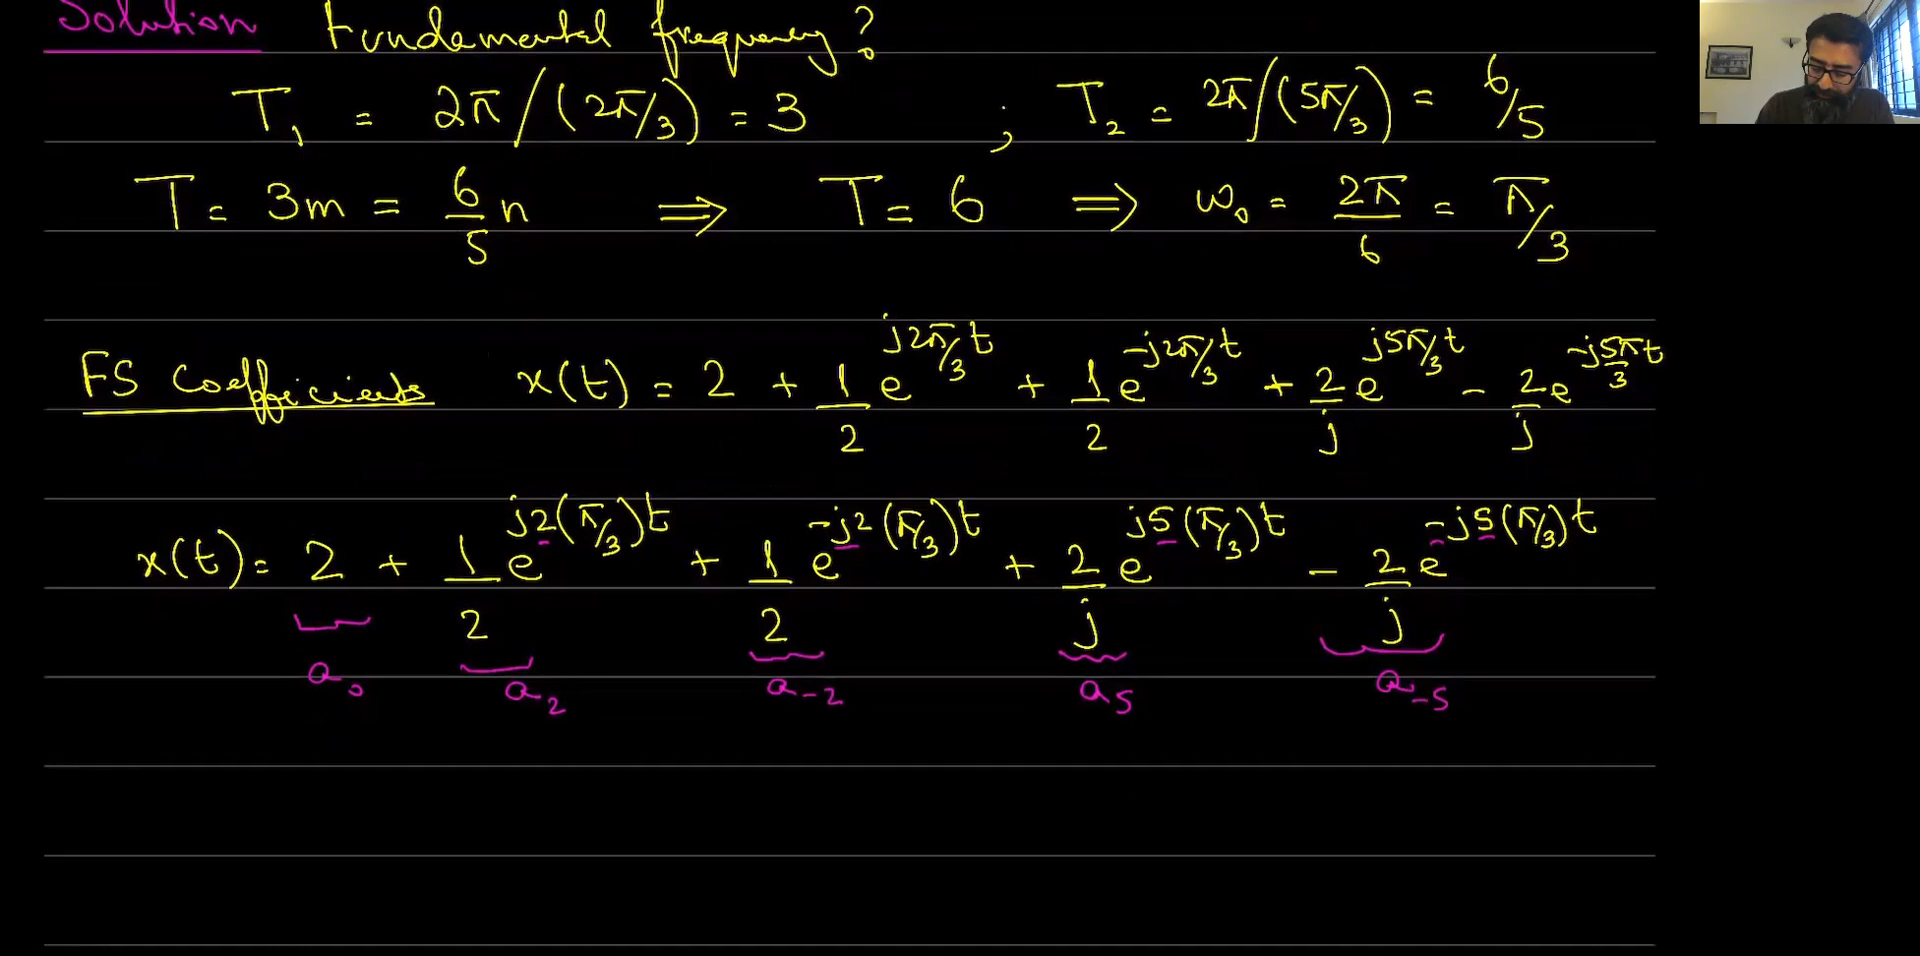 Solution Fundamental frequency?
T₁ = 2π/(2π/3) = 3 ; T₂ = 2π/(5π/3) = 6/5
T = 3m = 6/5 n ⟹ T = 6 ⟹ ω₀ = 2π/6 = π/3
FS Coefficients x(t) = 2 + 1/2 e^{j2π/3 t} + 1/2 e^{-j2π/3 t} + 2/j e^{j5π/3 t} - 2/j e^{-j5π/3 t}
x(t) = 2 + 1/2 e^{j2(π/3)t} + 1/2 e^{-j2(π/3)t} + 2/j e^{j5(π/3)t} - 2/j e^{-j5(π/3)t}
a₀ a₂ a₋₂ a₅ a₋₅